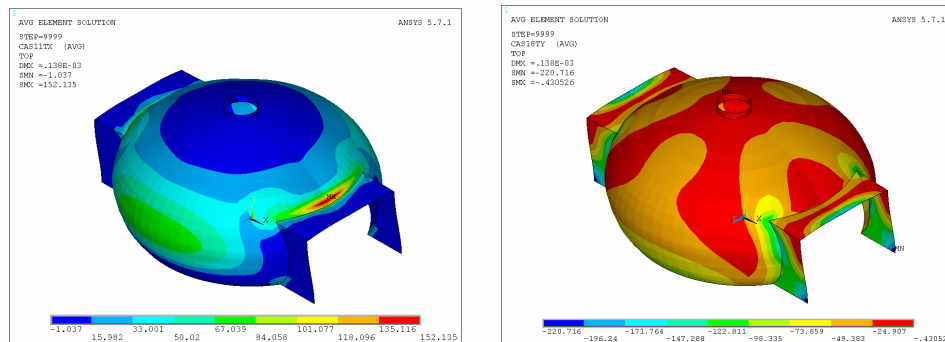 1
AVG ELEMENT SOLUTION
ANSYS 5.7.1
STEP=9999
CAS11TX (AVG)
TOP
DMX =.138E-03
SMN =-1.037
SMX =152.135
MX
Y
X
-1.037 33.001 67.039 101.077 135.116
15.982 50.02 84.058 118.096 152.135
1
AVG ELEMENT SOLUTION
ANSYS 5.7.1
STEP=9999
CAS18TY (AVG)
TOP
DMX =.138E-03
SMN =-220.716
SMX =-.430526
MX
X
MN
-220.716 -171.764 -122.811 -73.859 -24.907
-196.24 -147.288 -98.335 -49.383